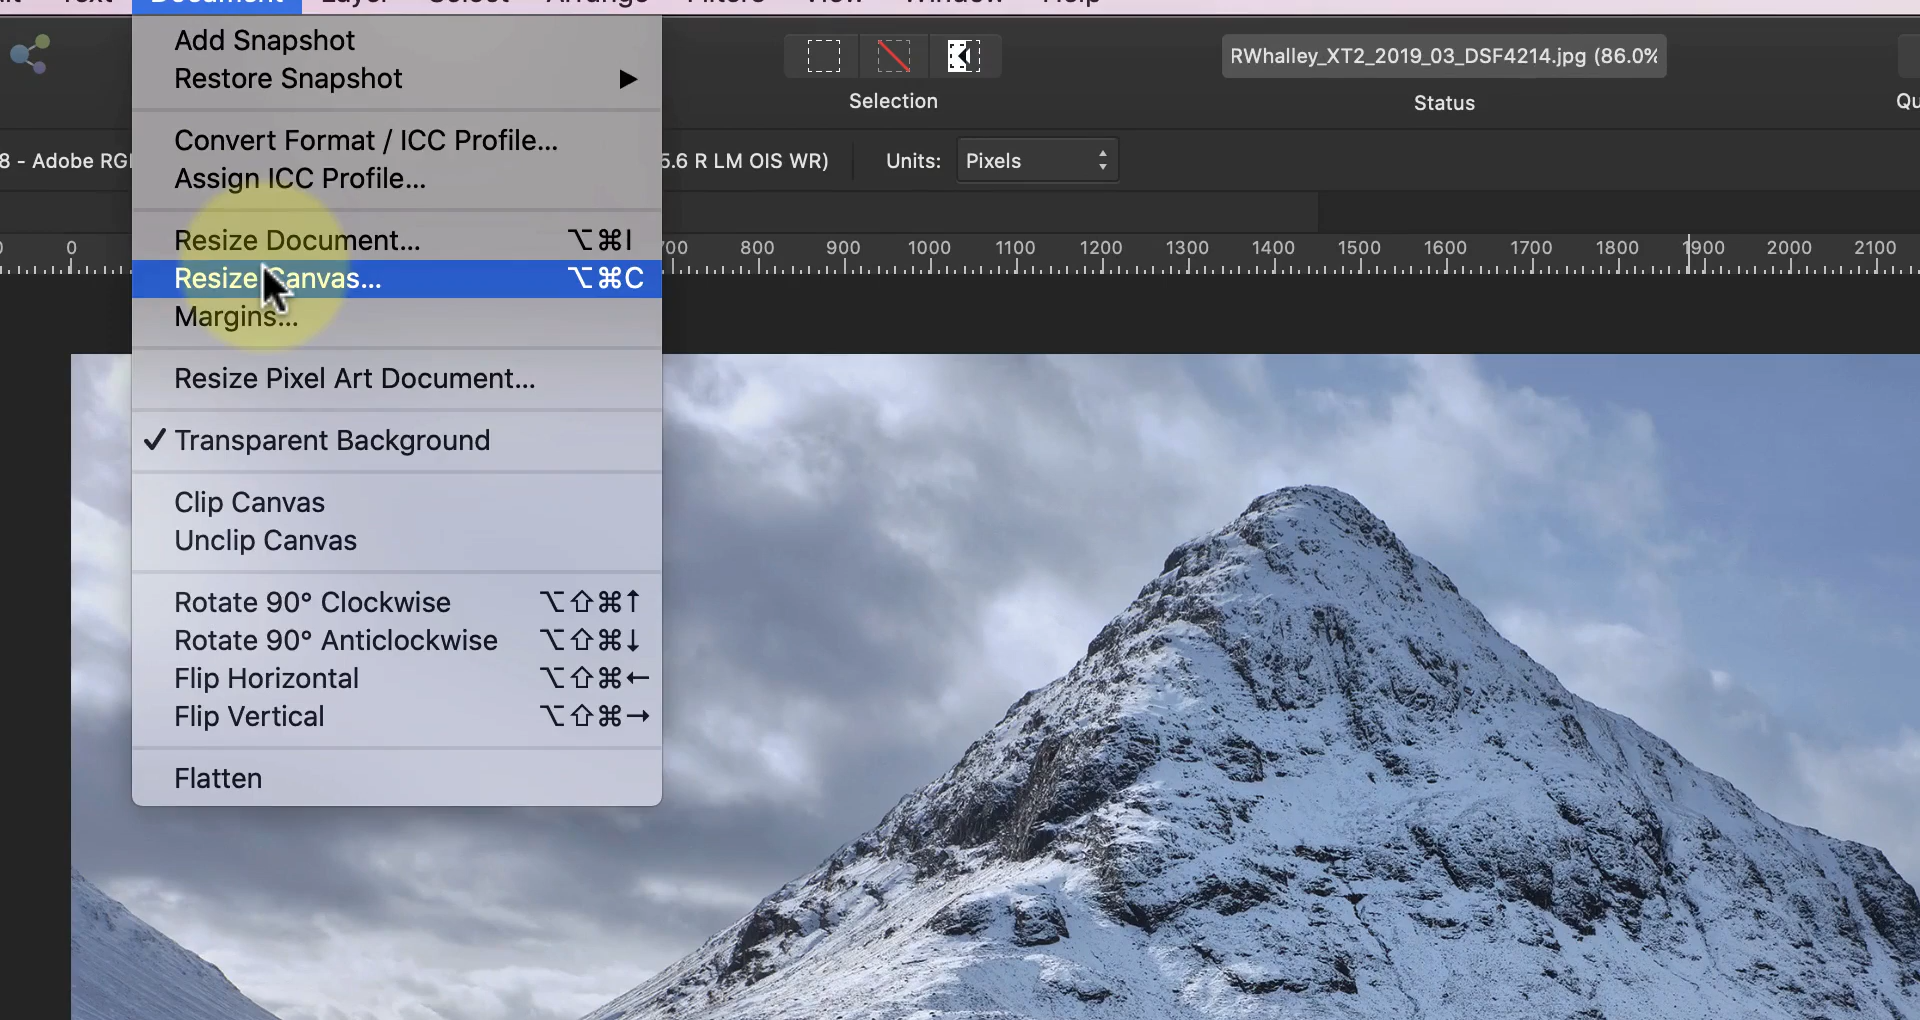 Document
Add Snapshot
Restore Snapshot
Convert Format / ICC Profile...
Assign ICC Profile...
Resize Document... ⌥⌘I
Resize Canvas... ⌥⌘C
Margins...
Resize Pixel Art Document...
✓ Transparent Background
Clip Canvas
Unclip Canvas
Rotate 90° Clockwise ⌥⇧⌘↑
Rotate 90° Anticlockwise ⌥⇧⌘↓
Flip Horizontal ⌥⇧⌘←
Flip Vertical ⌥⇧⌘→
Flatten
Selection
RWhalley_XT2_2019_03_DSF4214.jpg (86.0%
Status
8 - Adobe RG
5.6 R LM OIS WR)
Units: Pixels
0 800 900 1000 1100 1200 1300 1400 1500 1600 1700 1800 1900 2000 2100